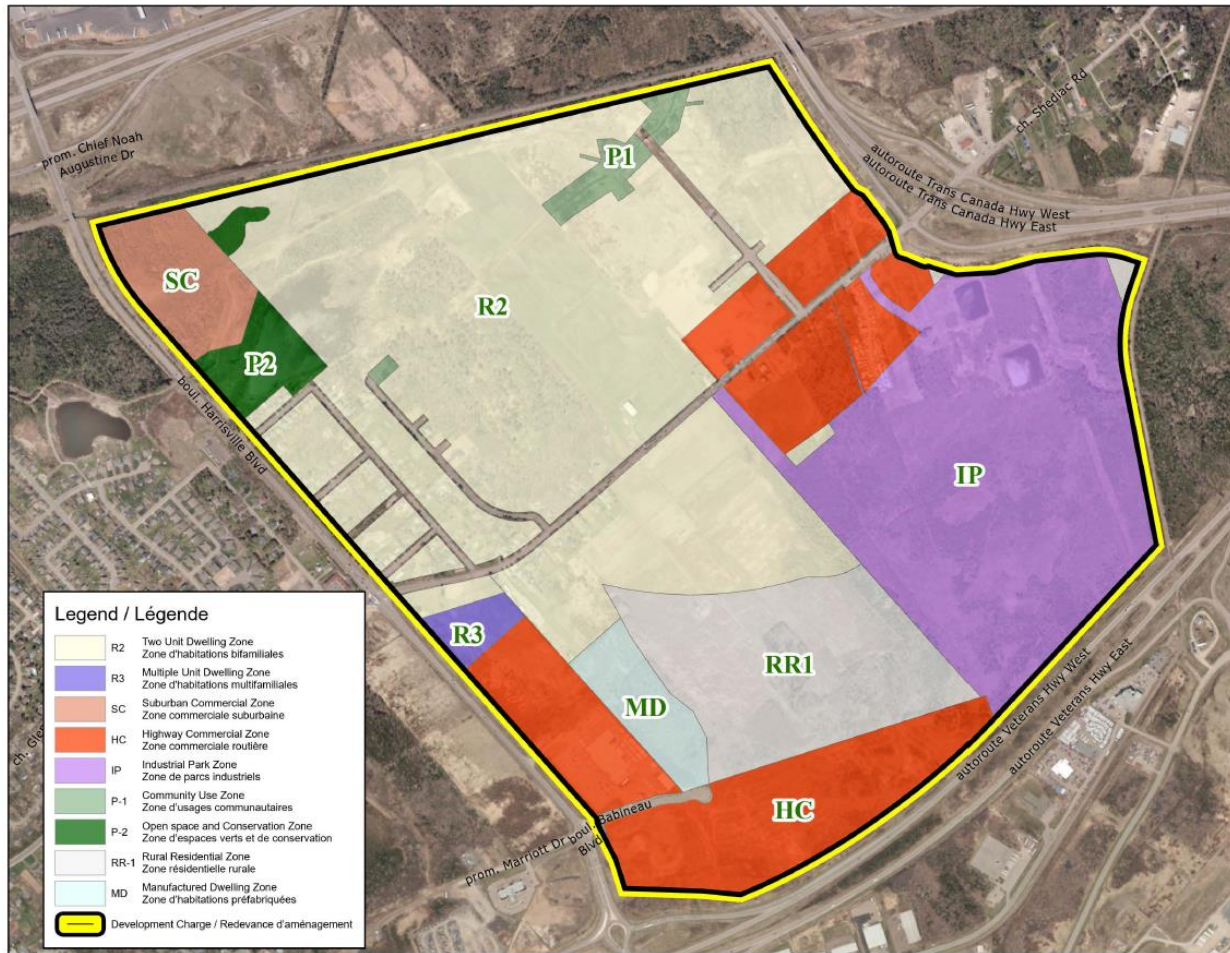 prom. Chief Noah
Augustine Dr
ch. Shediac Rd
autoroute Trans Canada Hwy West
autoroute Trans Canada Hwy East
P1
SC
R2
P2
boul. Harrisville Blvd
IP
R3
RR1
MD
HC
autoroute Veterans Hwy West
autoroute Veterans Hwy East
prom. Marriott Dr
boul. Babineau
Blvd
ch.
Legend / Légende
R2 Two Unit Dwelling Zone
Zone d'habitations bifamiliales
R3 Multiple Unit Dwelling Zone
Zone d'habitations multifamiliales
SC Suburban Commercial Zone
Zone commerciale suburbaine
HC Highway Commercial Zone
Zone commerciale routière
IP Industrial Park Zone
Zone de parcs industriels
P-1 Community Use Zone
Zone d'usages communautaires
P-2 Open space and Conservation Zone
Zone d'espaces verts et de conservation
RR-1 Rural Residential Zone
Zone résidentielle rurale
MD Manufactured Dwelling Zone
Zone d'habitations préfabriquées
Development Charge / Redevance d'aménagement